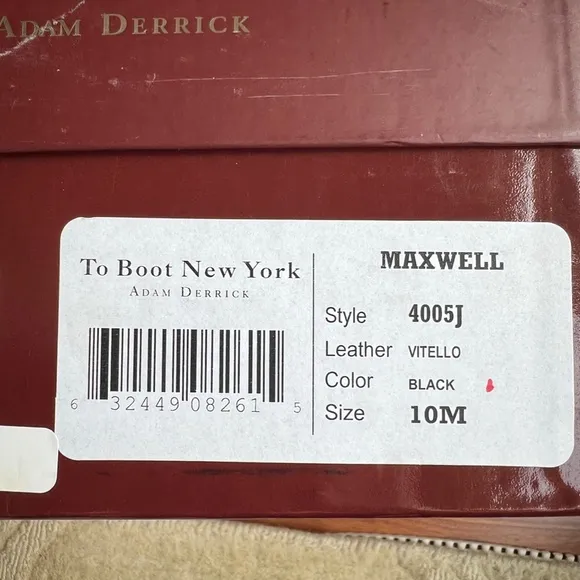 ADAM DERRICK
To Boot New York
ADAM DERRICK
6 32449 08261 5
MAXWELL
Style 4005J
Leather VITELLO
Color BLACK
Size 10M